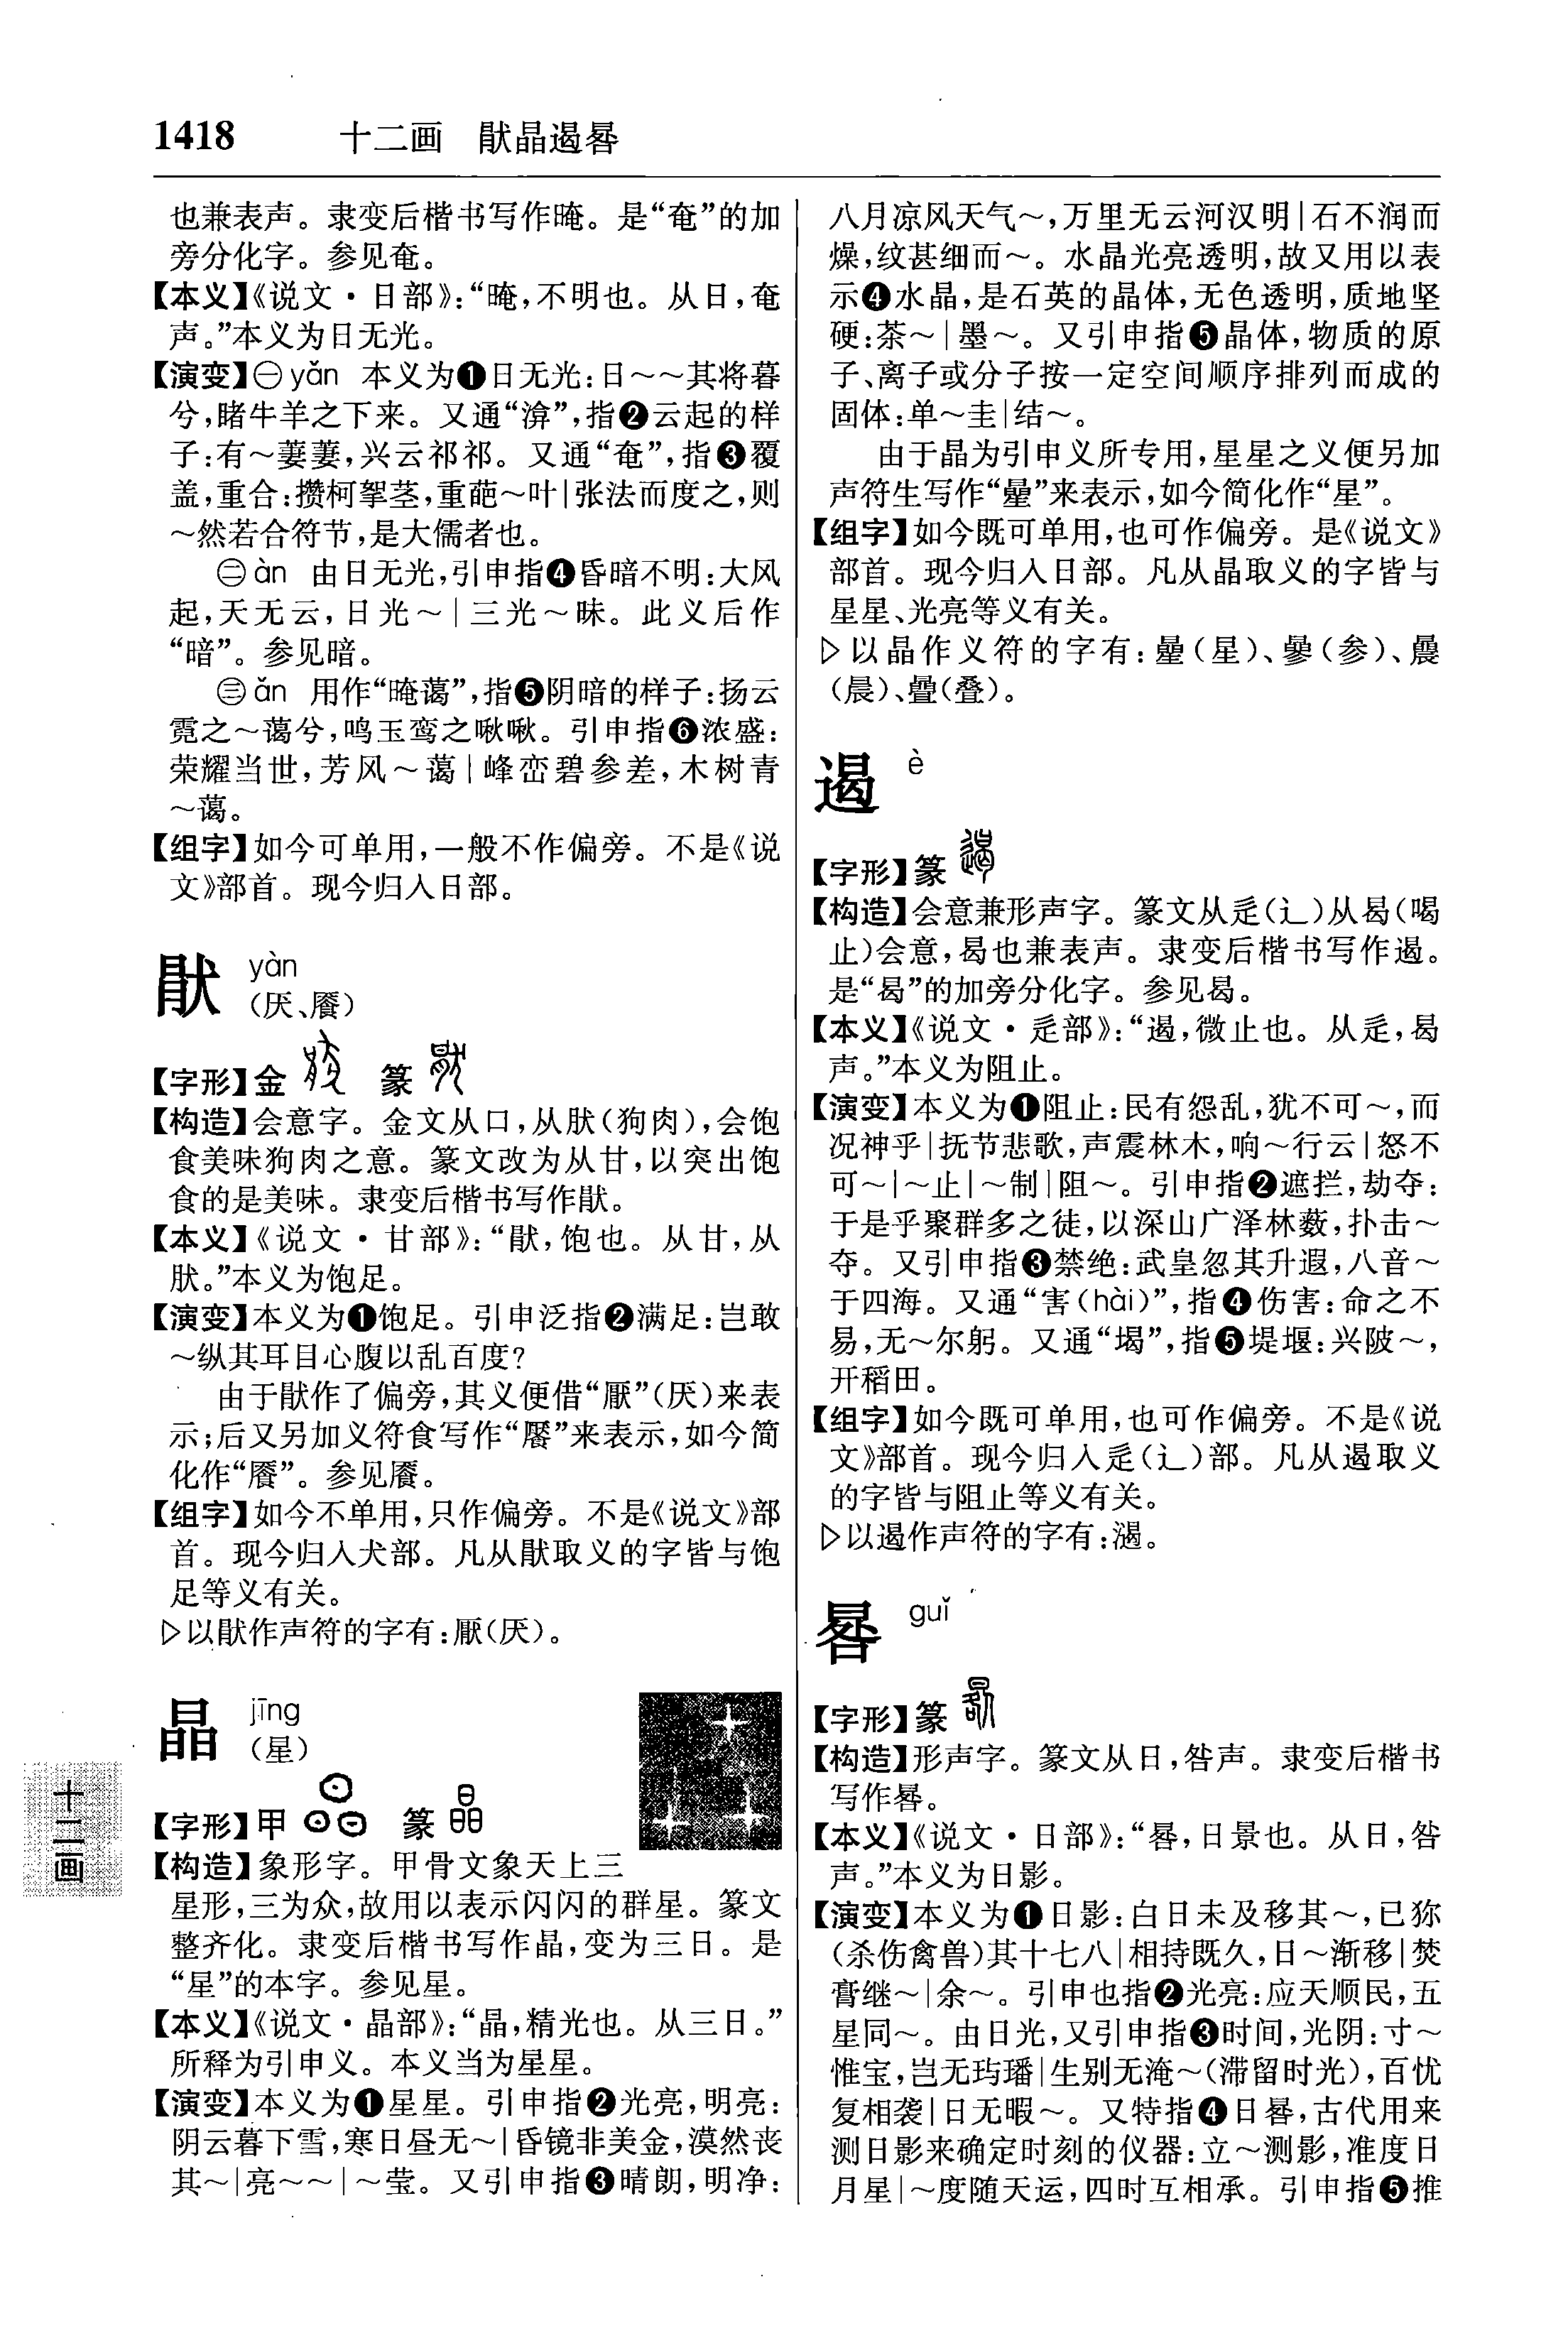 1418 十二画 猒晶遏晷
也兼表声。隶变后楷书写作晻。是“奄”的加
旁分化字。参见奄。
【本义】《说文·日部》：“晻，不明也。从日，奄
声。”本义为日无光。
【演变】㊀yǎn 本义为❶日无光：日～～其将暮
兮，睹牛羊之下来。又通“渰”，指❷云起的样
子：有～萋萋，兴云祁祁。又通“奄”，指❸覆
盖，重合：攒柯挐茎，重葩～叶|张法而度之，则
～然若合符节，是大儒者也。
㊁àn 由日无光，引申指❹昏暗不明：大风
起，天无云，日光～|三光～昧。此义后作
“暗”。参见暗。
㊂ǎn 用作“晻蔼”，指❺阴暗的样子：扬云
霓之～蔼兮，鸣玉鸾之啾啾。引申指❻浓盛：
荣耀当世，芳风～蔼|峰峦碧参差，木树青
～蔼。
【组字】如今可单用，一般不作偏旁。不是《说
文》部首。现今归入日部。
猒 yàn
（厌、餍）
【字形】金 篆
【构造】会意字。金文从口，从肰（狗肉），会饱
食美味狗肉之意。篆文改为从甘，以突出饱
食的是美味。隶变后楷书写作猒。
【本义】《说文·甘部》：“猒，饱也。从甘，从
肰。”本义为饱足。
【演变】本义为❶饱足。引申泛指❷满足：岂敢
～纵其耳目心腹以乱百度？
由于猒作了偏旁，其义便借“厭”（厌）来表
示；后又另加义符食写作“饜”来表示，如今简
化作“餍”。参见餍。
【组字】如今不单用，只作偏旁。不是《说文》部
首。现今归入犬部。凡从猒取义的字皆与饱
足等义有关。
▷以猒作声符的字有：厭（厌）。
晶 jīng
（星）
【字形】甲 篆
【构造】象形字。甲骨文象天上三
星形，三为众，故用以表示闪闪的群星。篆文
整齐化。隶变后楷书写作晶，变为三日。是
“星”的本字。参见星。
【本义】《说文·晶部》：“晶，精光也。从三日。”
所释为引申义。本义当为星星。
【演变】本义为❶星星。引申指❷光亮，明亮：
阴云暮下雪，寒日昼无～|昏镜非美金，漠然丧
其～|亮～～|～莹。又引申指❸晴朗，明净：
十二画
八月凉风天气～，万里无云河汉明|石不润而
燥，纹甚细而～。水晶光亮透明，故又用以表
示❹水晶，是石英的晶体，无色透明，质地坚
硬：茶～|墨～。又引申指❺晶体，物质的原
子、离子或分子按一定空间顺序排列而成的
固体：单～圭|结～。
由于晶为引申义所专用，星星之义便另加
声符生写作“曐”来表示，如今简化作“星”。
【组字】如今既可单用，也可作偏旁。是《说文》
部首。现今归入日部。凡从晶取义的字皆与
星星、光亮等义有关。
▷以晶作义符的字有：曐（星）、曑（参）、曟
（晨）、疊（叠）。
遏 è
【字形】篆
【构造】会意兼形声字。篆文从辵（辶）从曷（喝
止）会意，曷也兼表声。隶变后楷书写作遏。
是“曷”的加旁分化字。参见曷。
【本义】《说文·辵部》：“遏，微止也。从辵，曷
声。”本义为阻止。
【演变】本义为❶阻止：民有怨乱，犹不可～，而
况神乎|抚节悲歌，声震林木，响～行云|怒不
可～|～止|～制|阻～。引申指❷遮拦，劫夺：
于是乎聚群多之徒，以深山广泽林薮，扑击～
夺。又引申指❸禁绝：武皇忽其升遐，八音～
于四海。又通“害（hài）”，指❹伤害：命之不
易，无～尔躬。又通“堨”，指❺堤堰：兴陂～，
开稻田。
【组字】如今既可单用，也可作偏旁。不是《说
文》部首。现今归入辵（辶）部。凡从遏取义
的字皆与阻止等义有关。
▷以遏作声符的字有：濄。
晷 guǐ
【字形】篆
【构造】形声字。篆文从日，咎声。隶变后楷书
写作晷。
【本义】《说文·日部》：“晷，日景也。从日，咎
声。”本义为日影。
【演变】本义为❶日影：白日未及移其～，已狝
（杀伤禽兽）其十七八|相持既久，日～渐移|焚
膏继～|余～。引申也指❷光亮：应天顺民，五
星同～。由日光，又引申指❸时间，光阴：寸～
惟宝，岂无玙璠|生别无淹～（滞留时光），百忧
复相袭|日无暇～。又特指❹日晷，古代用来
测日影来确定时刻的仪器：立～测影，准度日
月星|～度随天运，四时互相承。引申指❺推